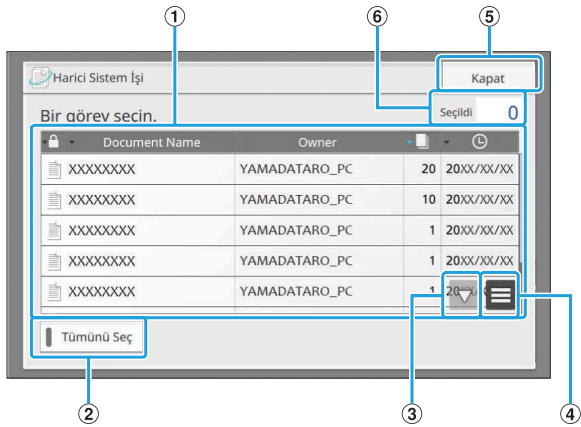 ① ⑥ ⑤
Harici Sistem İşi Kapat
Bir görev seçin. Seçildi 0
Document Name Owner
XXXXXXXX YAMADATARO_PC 20 20XX/XX/XX
XXXXXXXX YAMADATARO_PC 10 20XX/XX/XX
XXXXXXXX YAMADATARO_PC 1 20XX/XX/XX
XXXXXXXX YAMADATARO_PC 1 20XX/XX/XX
XXXXXXXX YAMADATARO_PC 1
Tümünü Seç
② ③ ④